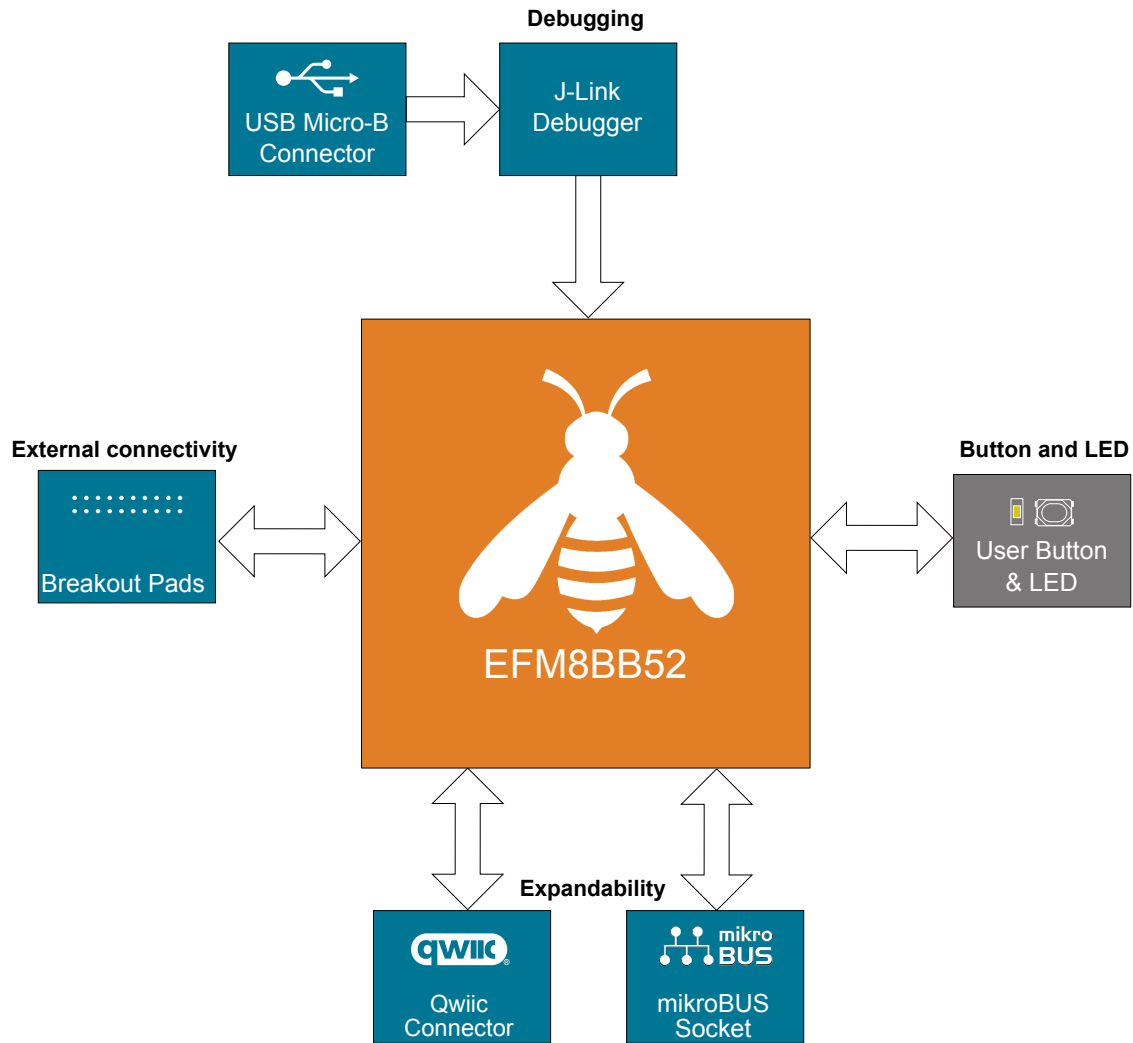 Debugging
USB Micro-B
Connector
J-Link
Debugger
External connectivity
Breakout Pads
EFM8BB52
Button and LED
User Button
& LED
Expandability
qwiic
Qwiic
Connector
mikro
BUS
mikroBUS
Socket